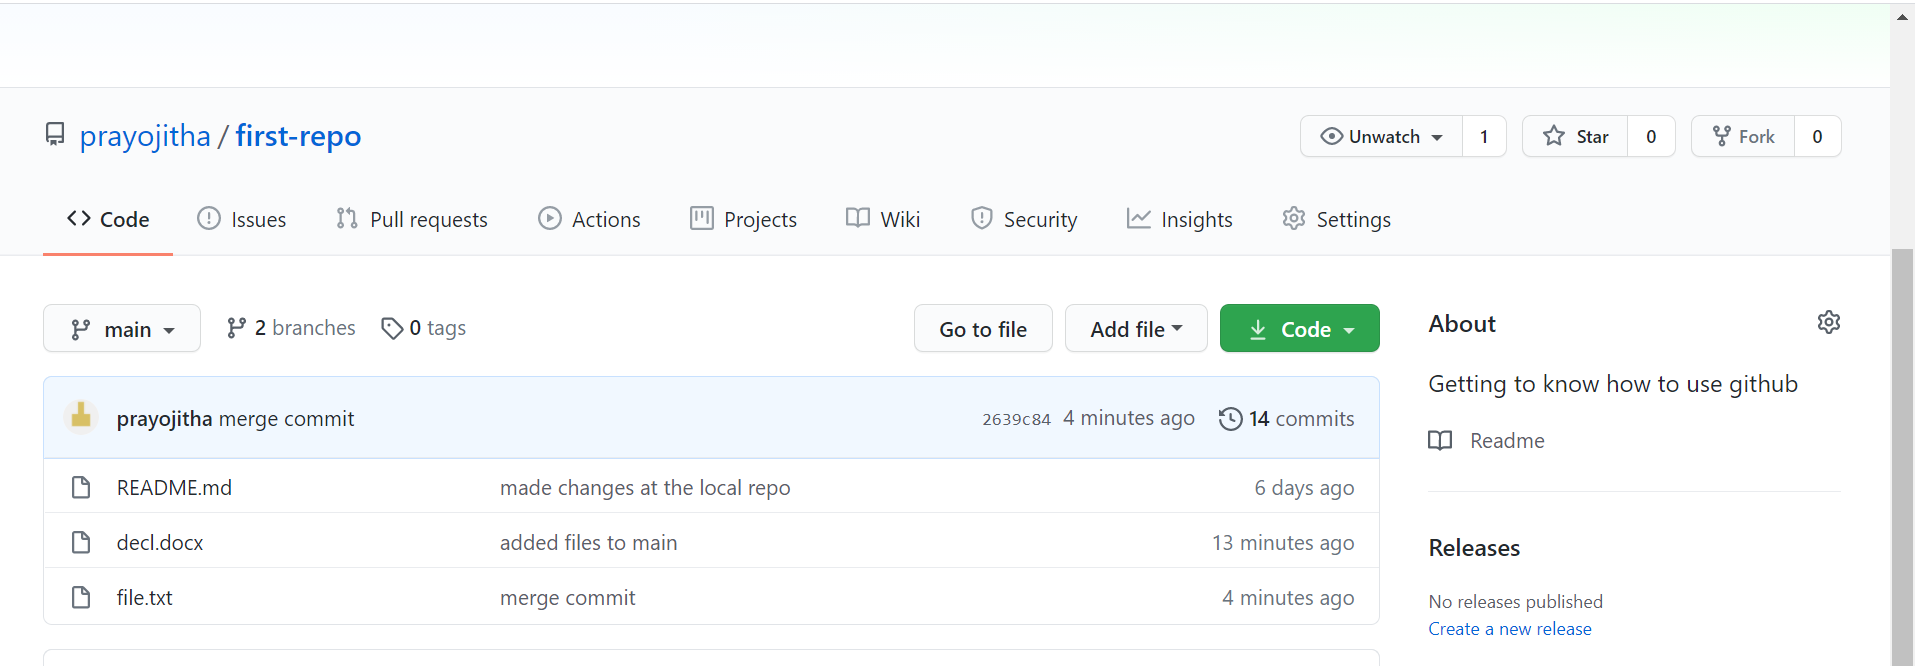 prayojitha / first-repo
Unwatch 1 Star 0 Fork 0
Code Issues Pull requests Actions Projects Wiki Security Insights Settings
main 2 branches 0 tags Go to file Add file Code
prayojitha merge commit 2639c84 4 minutes ago 14 commits
README.md made changes at the local repo 6 days ago
decl.docx added files to main 13 minutes ago
file.txt merge commit 4 minutes ago
About
Getting to know how to use github
Readme
Releases
No releases published
Create a new release